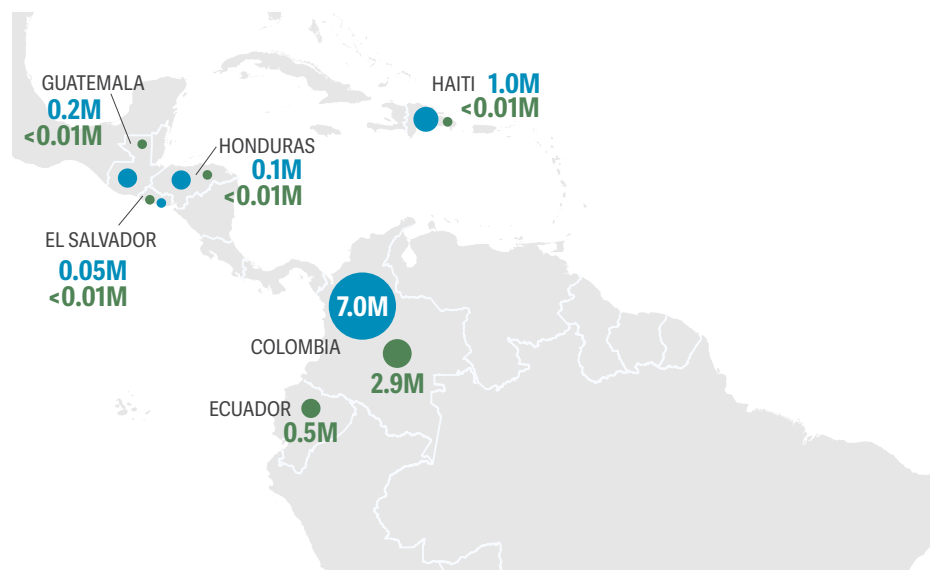 GUATEMALA
0.2M
<0.01M
HAITI 1.0M
<0.01M
HONDURAS
0.1M
<0.01M
EL SALVADOR
0.05M
<0.01M
7.0M
COLOMBIA
2.9M
ECUADOR
0.5M